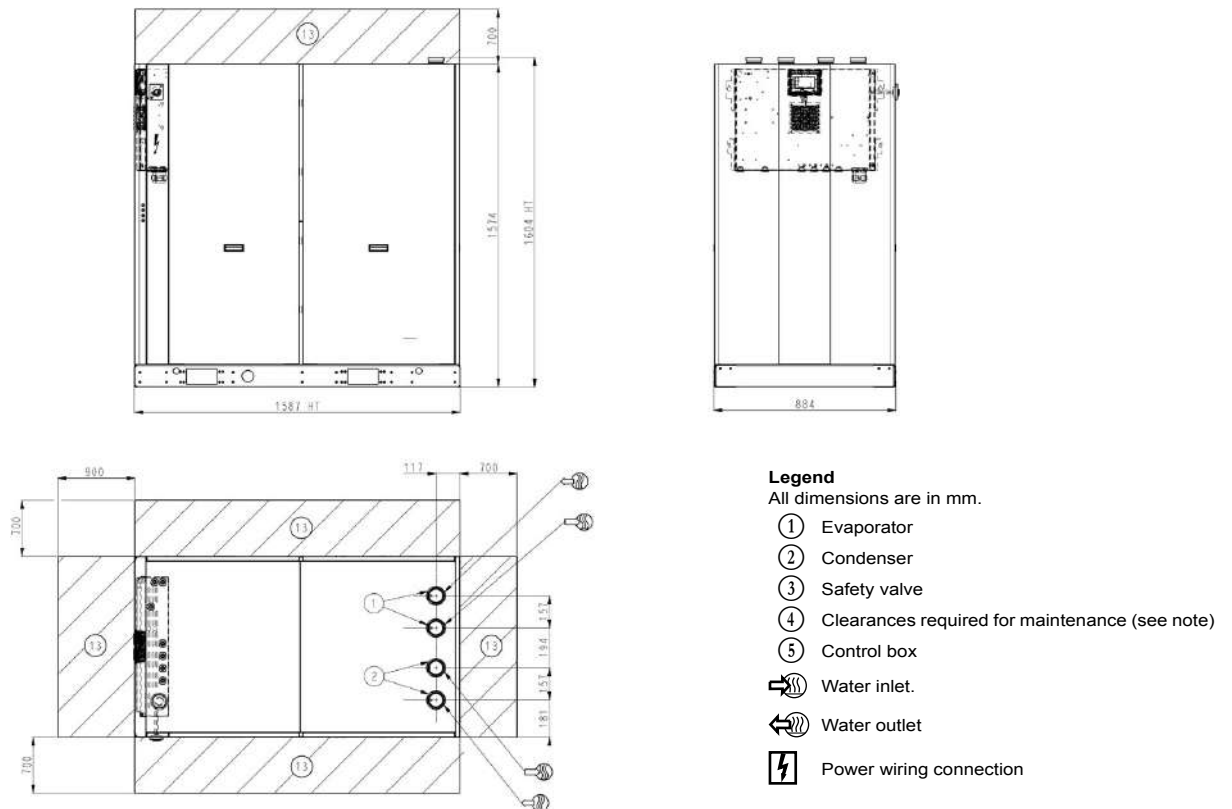 13
700
1574
1604 HT
1587 HT
884
900
117
700
700
13
13
1
2
13
157
194
157
181
700
13
Legend
All dimensions are in mm.
1 Evaporator
2 Condenser
3 Safety valve
4 Clearances required for maintenance (see note)
5 Control box
Water inlet.
Water outlet
Power wiring connection